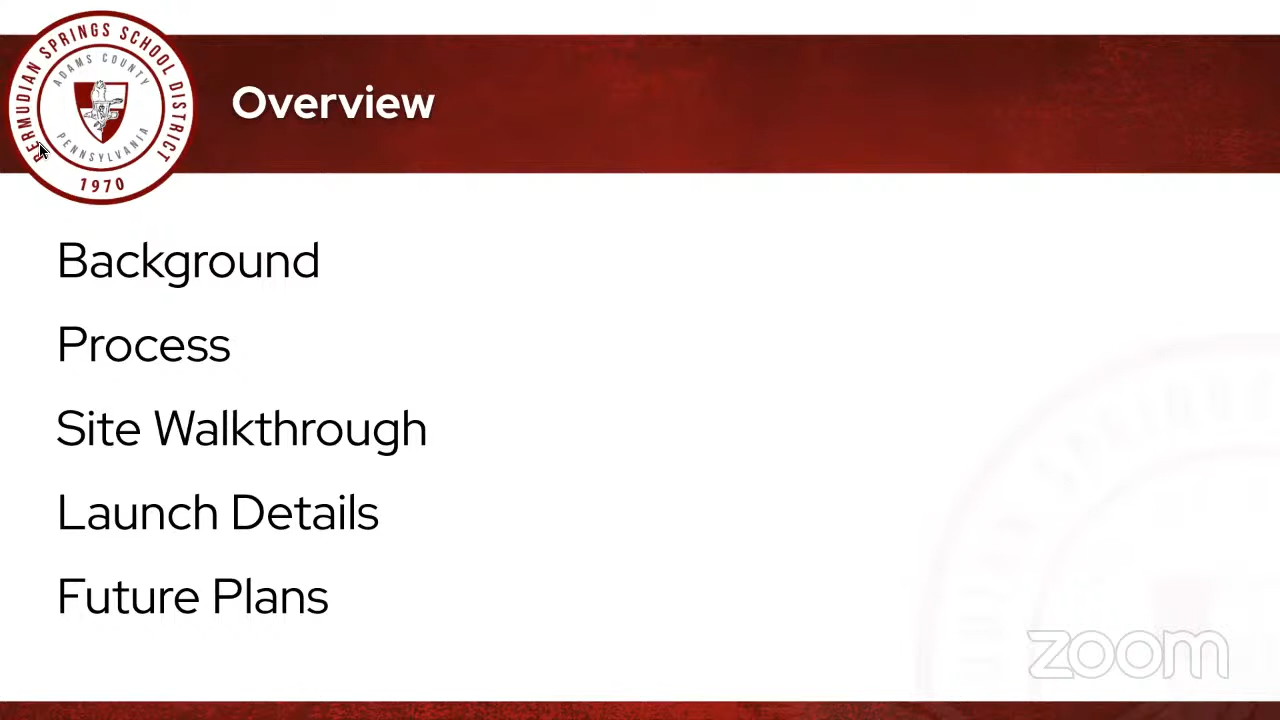 BERMUDIAN SPRINGS SCHOOL DISTRICT
ADAMS COUNTY
PENNSYLVANIA
1970
Overview
Background
Process
Site Walkthrough
Launch Details
Future Plans
zoom